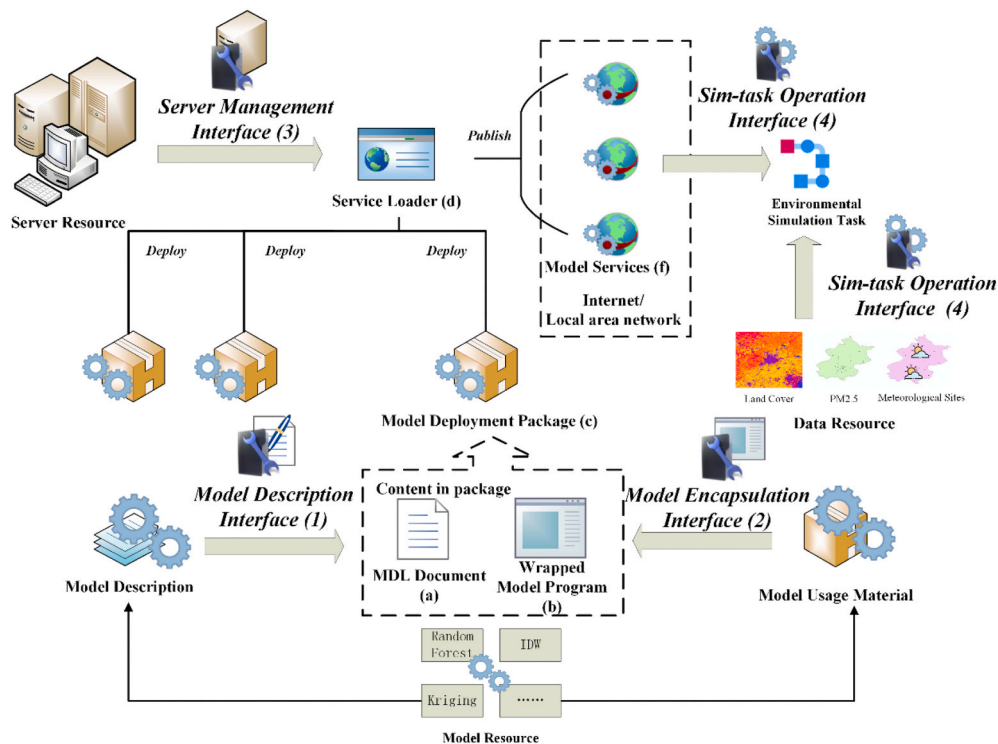 Server Management
Interface (3)
Sim-task Operation
Interface (4)
Publish
Server Resource
Service Loader (d)
Environmental
Simulation Task
Deploy
Deploy
Deploy
Model Services (f)
Internet/
Local area network
Sim-task Operation
Interface (4)
Land Cover
PM2.5
Meteorological Sites
Data Resource
Model Deployment Package (c)
Model Description
Interface (1)
Content in package
Model Encapsulation
Interface (2)
MDL Document
(a)
Wrapped
Model Program
(b)
Model Description
Model Usage Material
Random
Forest
IDW
Kriging
......
Model Resource